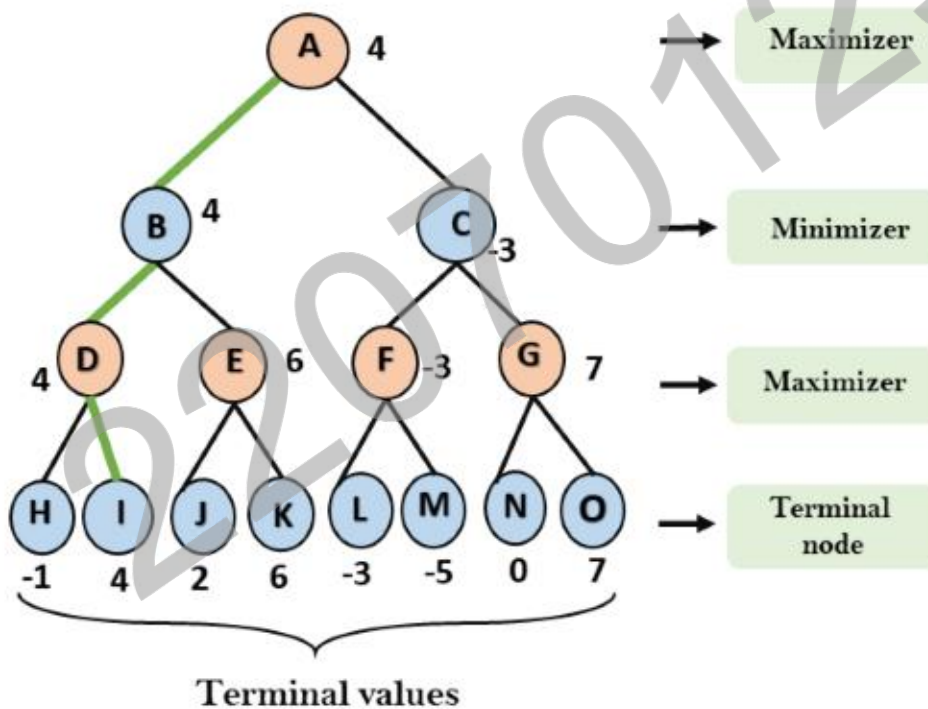 A 4
Maximizer
B 4
C -3
Minimizer
D 4
E 6
F -3
G 7
Maximizer
H I J K L M N O
Terminal
node
-1 4 2 6 -3 -5 0 7
Terminal values
2207012